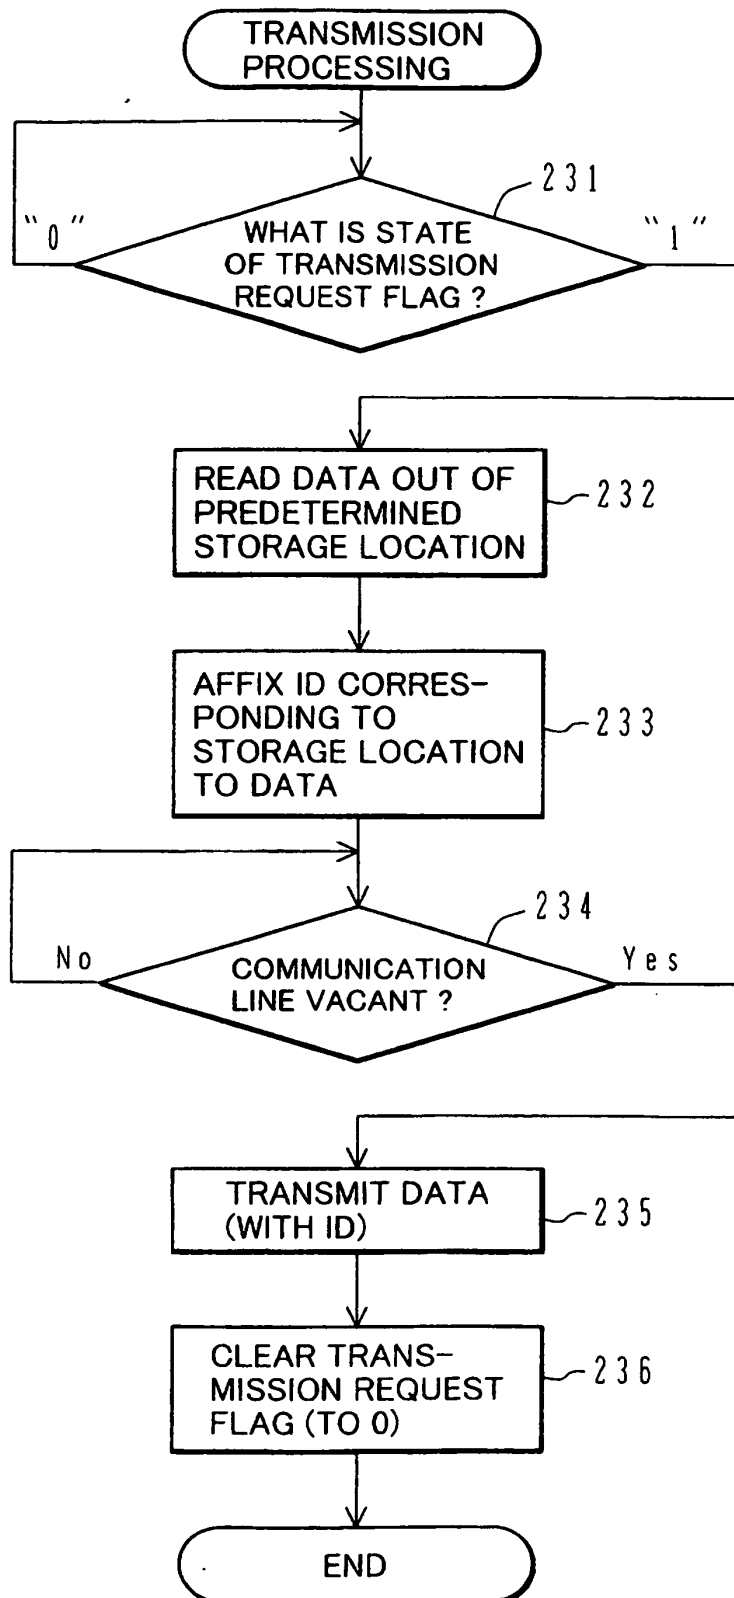 TRANSMISSION
PROCESSING
231
"0"
"1"
WHAT IS STATE
OF TRANSMISSION
REQUEST FLAG ?
READ DATA OUT OF
PREDETERMINED
STORAGE LOCATION
232
AFFIX ID CORRES-
PONDING TO
STORAGE LOCATION
TO DATA
233
234
No
Yes
COMMUNICATION
LINE VACANT ?
TRANSMIT DATA
(WITH ID)
235
CLEAR TRANS-
MISSION REQUEST
FLAG (TO 0)
236
END